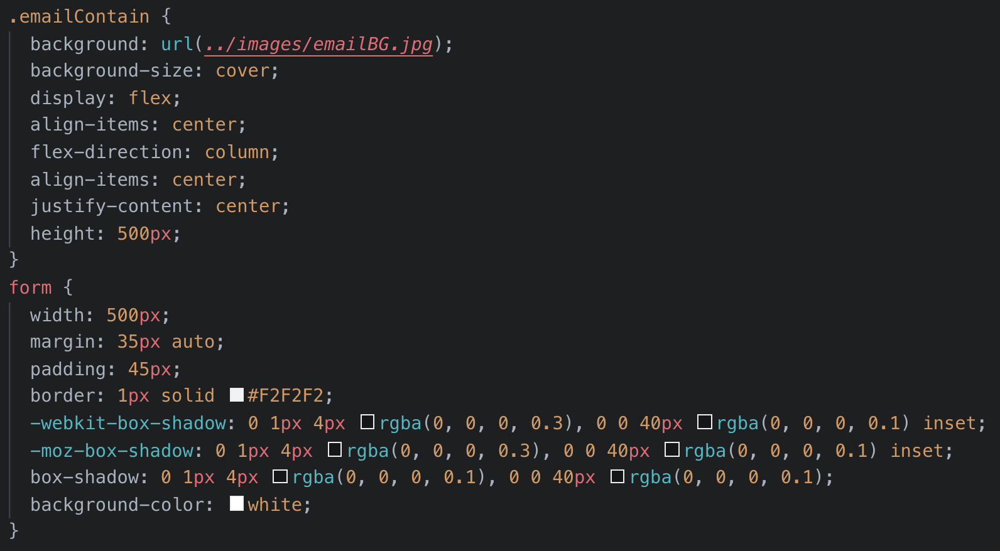 .emailContain {
background: url(../images/emailBG.jpg);
background-size: cover;
display: flex;
align-items: center;
flex-direction: column;
align-items: center;
justify-content: center;
height: 500px;
}
form {
width: 500px;
margin: 35px auto;
padding: 45px;
border: 1px solid #F2F2F2;
-webkit-box-shadow: 0 1px 4px rgba(0, 0, 0, 0.3), 0 0 40px rgba(0, 0, 0, 0.1) inset;
-moz-box-shadow: 0 1px 4px rgba(0, 0, 0, 0.3), 0 0 40px rgba(0, 0, 0, 0.1) inset;
box-shadow: 0 1px 4px rgba(0, 0, 0, 0.1), 0 0 40px rgba(0, 0, 0, 0.1);
background-color: white;
}